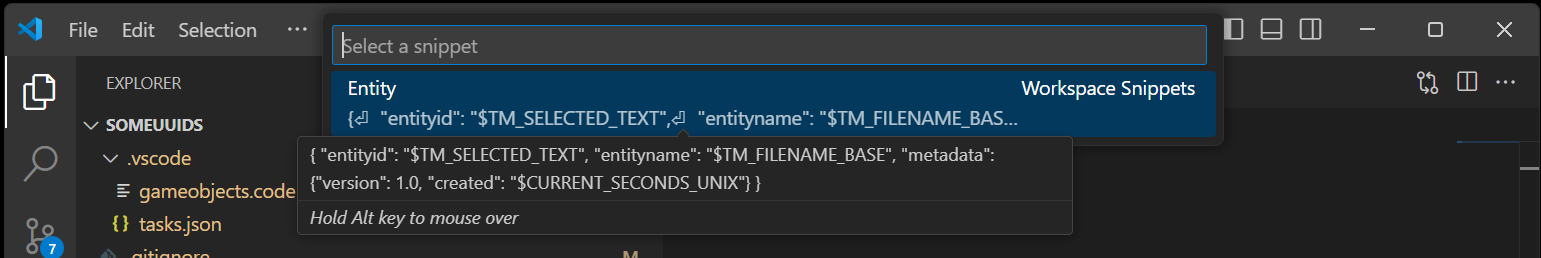 File Edit Selection ···
Select a snippet
Entity Workspace Snippets
{⏎ "entityid": "$TM_SELECTED_TEXT",⏎ "entityname": "$TM_FILENAME_BAS...
{ "entityid": "$TM_SELECTED_TEXT", "entityname": "$TM_FILENAME_BASE", "metadata":
{"version": 1.0, "created": "$CURRENT_SECONDS_UNIX"} }
Hold Alt key to mouse over
EXPLORER
SOMEUUIDS
.vscode
gameobjects.code
{} tasks.json
.gitignore M
7